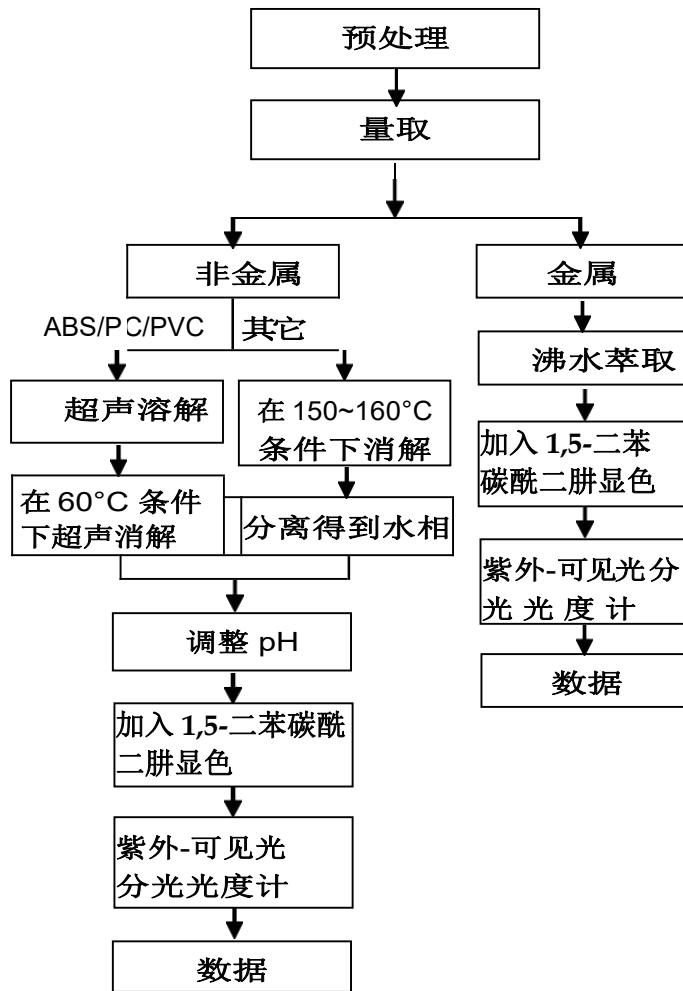 预处理
量取
非金属
金属
ABS/PC/PVC
其它
沸水萃取
超声溶解
在 150~160°C
条件下消解
加入 1,5-二苯
碳酰二肼显色
在 60°C 条件
下超声消解
分离得到水相
紫外-可见光分
光 光 度 计
调整 pH
数据
加入 1,5-二苯碳酰
二肼显色
紫外-可见光
分光光度计
数据